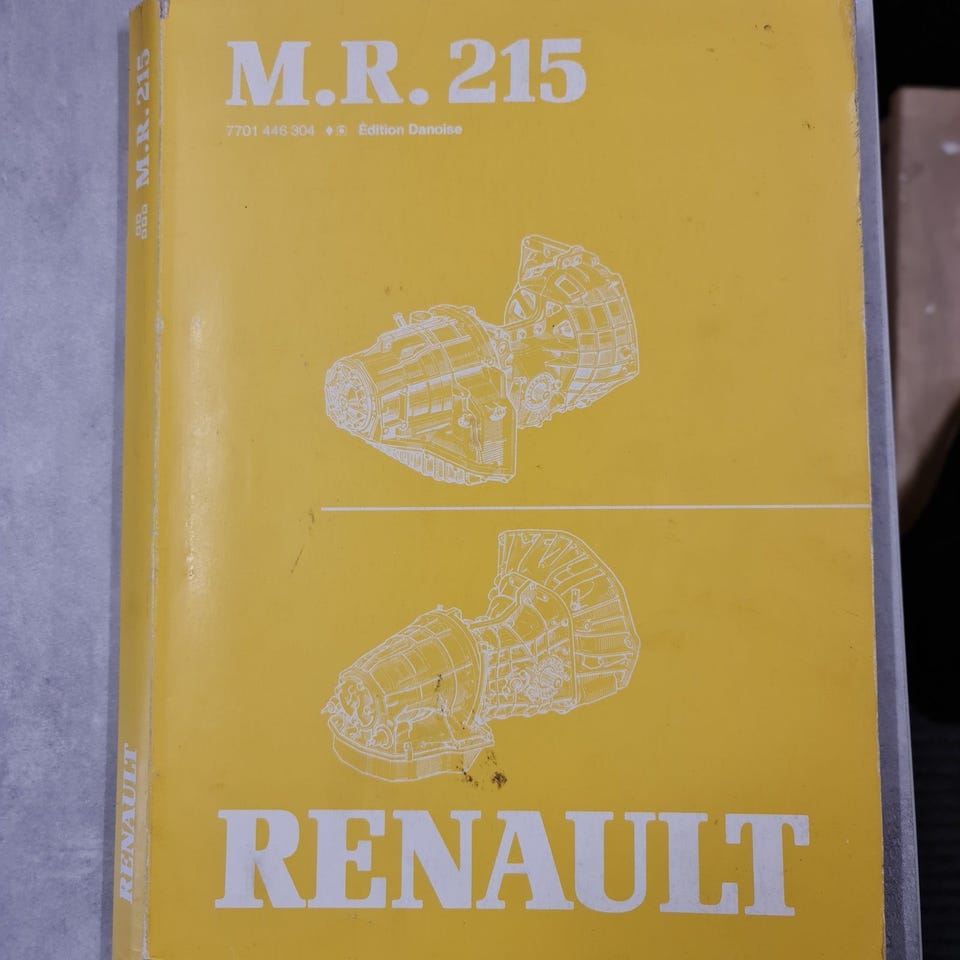 M.R. 215
7701 446 304 Édition Danoise
RENAULT
M.R. 215
RENAULT